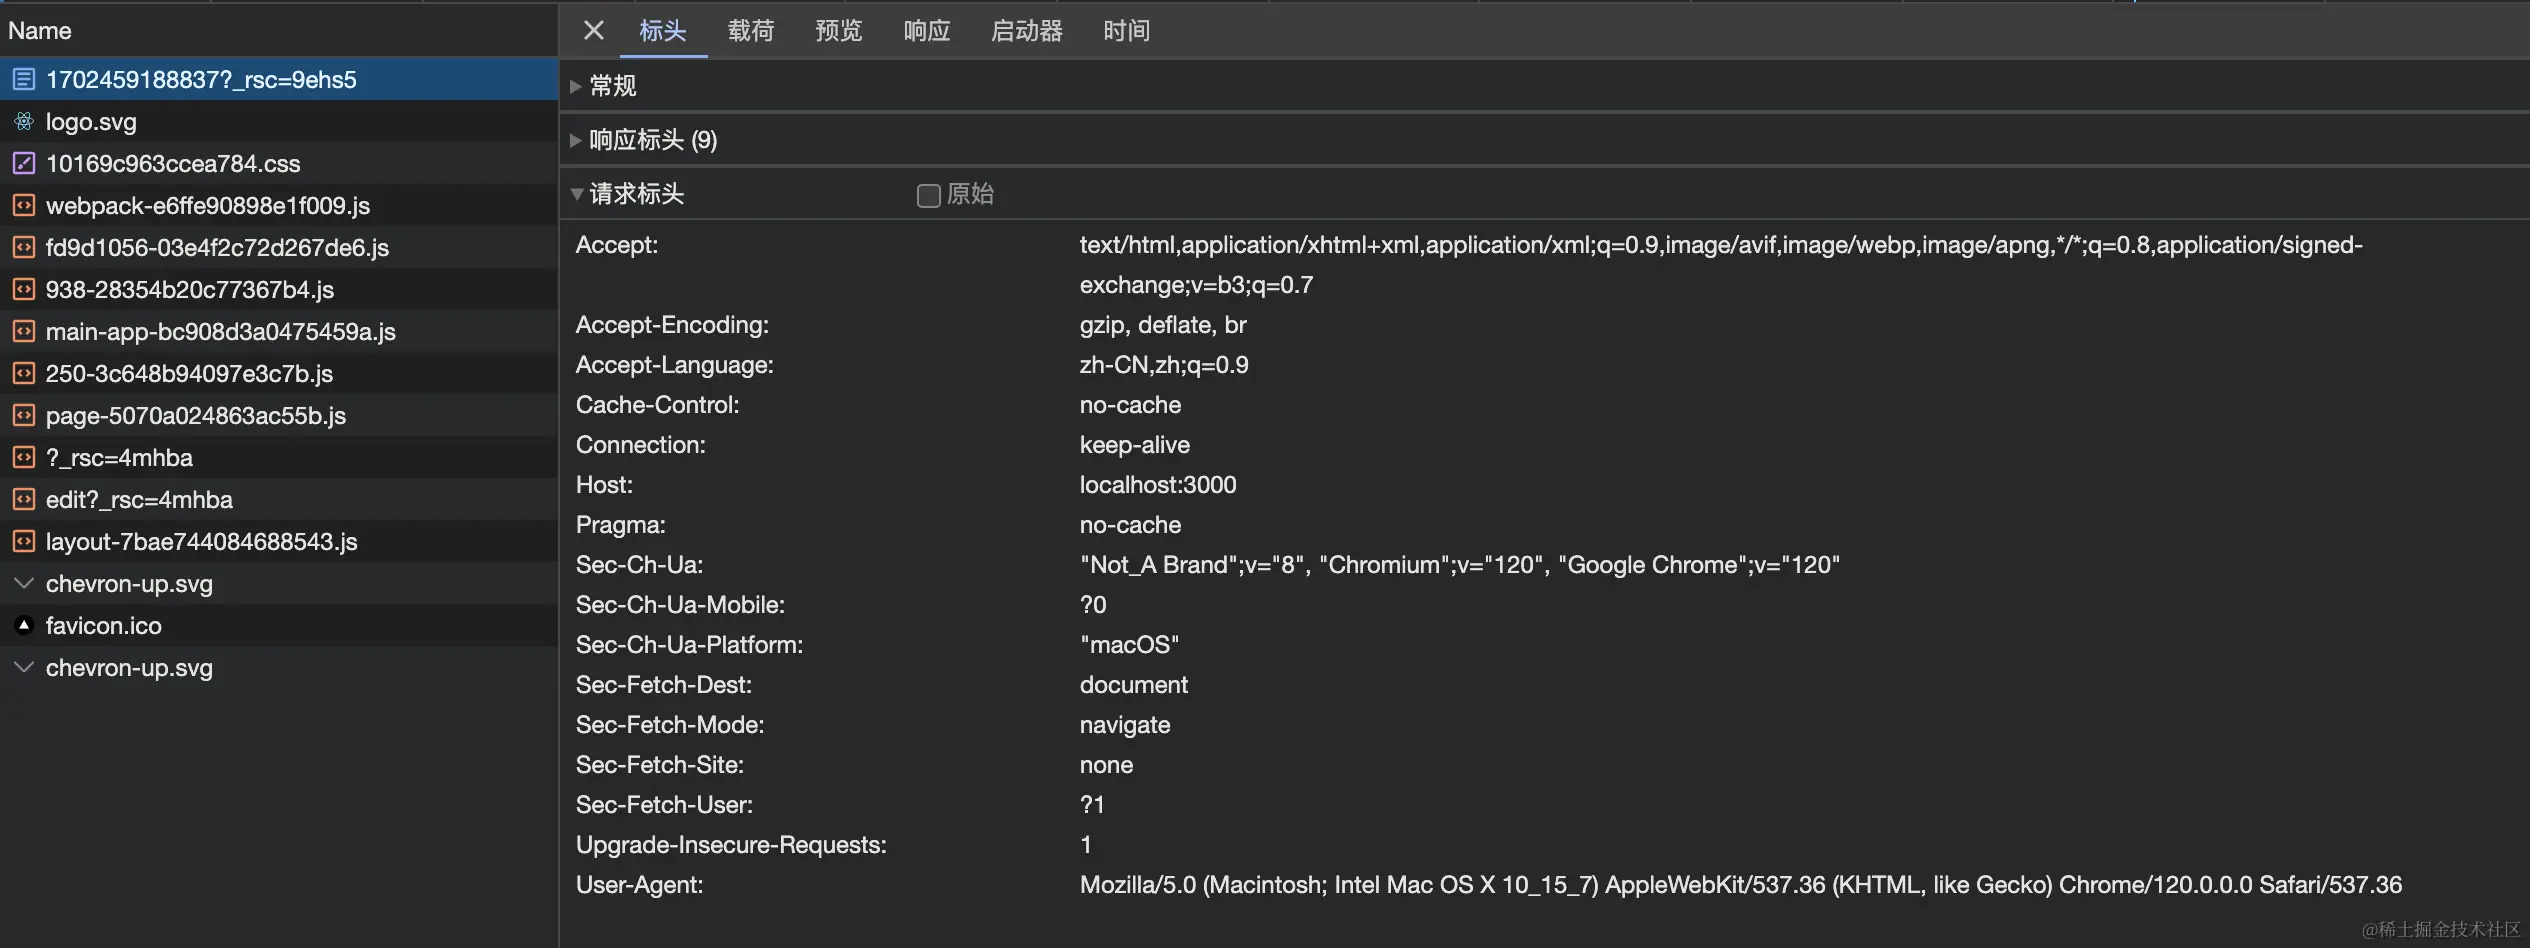 Name
1702459188837?_rsc=9ehs5
logo.svg
10169c963ccea784.css
webpack-e6ffe90898e1f009.js
fd9d1056-03e4f2c72d267de6.js
938-28354b20c77367b4.js
main-app-bc908d3a0475459a.js
250-3c648b94097e3c7b.js
page-5070a024863ac55b.js
?_rsc=4mhba
edit?_rsc=4mhba
layout-7bae744084688543.js
chevron-up.svg
favicon.ico
chevron-up.svg
标头 载荷 预览 响应 启动器 时间
常规
响应标头 (9)
请求标头 原始
Accept: text/html,application/xhtml+xml,application/xml;q=0.9,image/avif,image/webp,image/apng,*/*;q=0.8,application/signed-
exchange;v=b3;q=0.7
Accept-Encoding: gzip, deflate, br
Accept-Language: zh-CN,zh;q=0.9
Cache-Control: no-cache
Connection: keep-alive
Host: localhost:3000
Pragma: no-cache
Sec-Ch-Ua: "Not_A Brand";v="8", "Chromium";v="120", "Google Chrome";v="120"
Sec-Ch-Ua-Mobile: ?0
Sec-Ch-Ua-Platform: "macOS"
Sec-Fetch-Dest: document
Sec-Fetch-Mode: navigate
Sec-Fetch-Site: none
Sec-Fetch-User: ?1
Upgrade-Insecure-Requests: 1
User-Agent: Mozilla/5.0 (Macintosh; Intel Mac OS X 10_15_7) AppleWebKit/537.36 (KHTML, like Gecko) Chrome/120.0.0.0 Safari/537.36
@稀土掘金技术社区